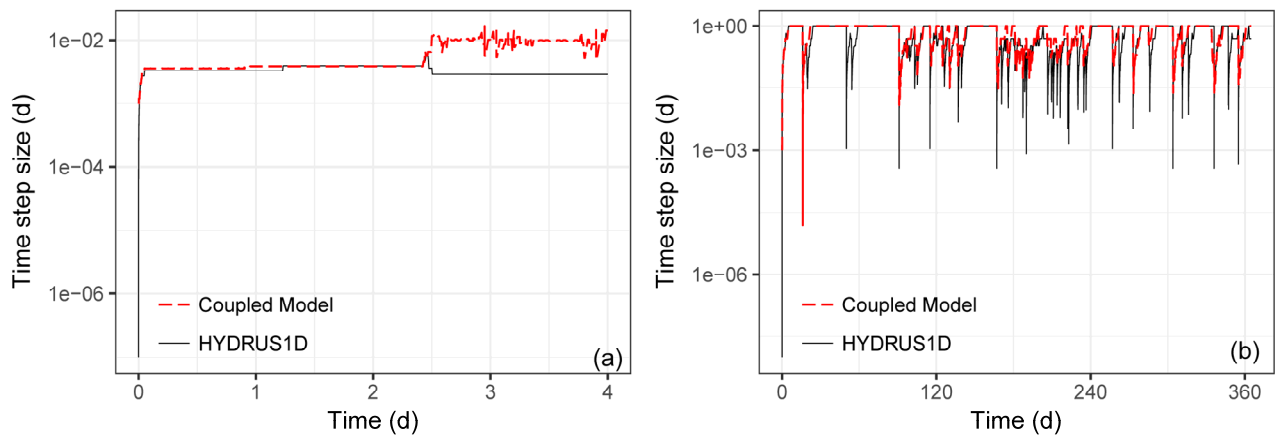 Time step size (d)
1e−02
1e−04
1e−06
Coupled Model
HYDRUS1D
(a)
0 1 2 3 4
Time (d)
Time step size (d)
1e+00
1e−03
1e−06
Coupled Model
HYDRUS1D
(b)
0 120 240 360
Time (d)